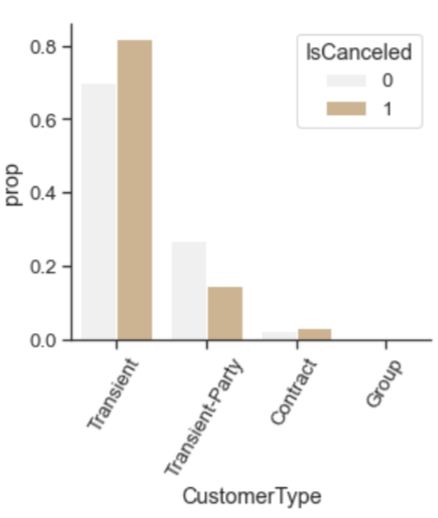 IsCanceled
0
1
prop
0.8
0.6
0.4
0.2
0.0
Transient
Transient-Party
Contract
Group
CustomerType